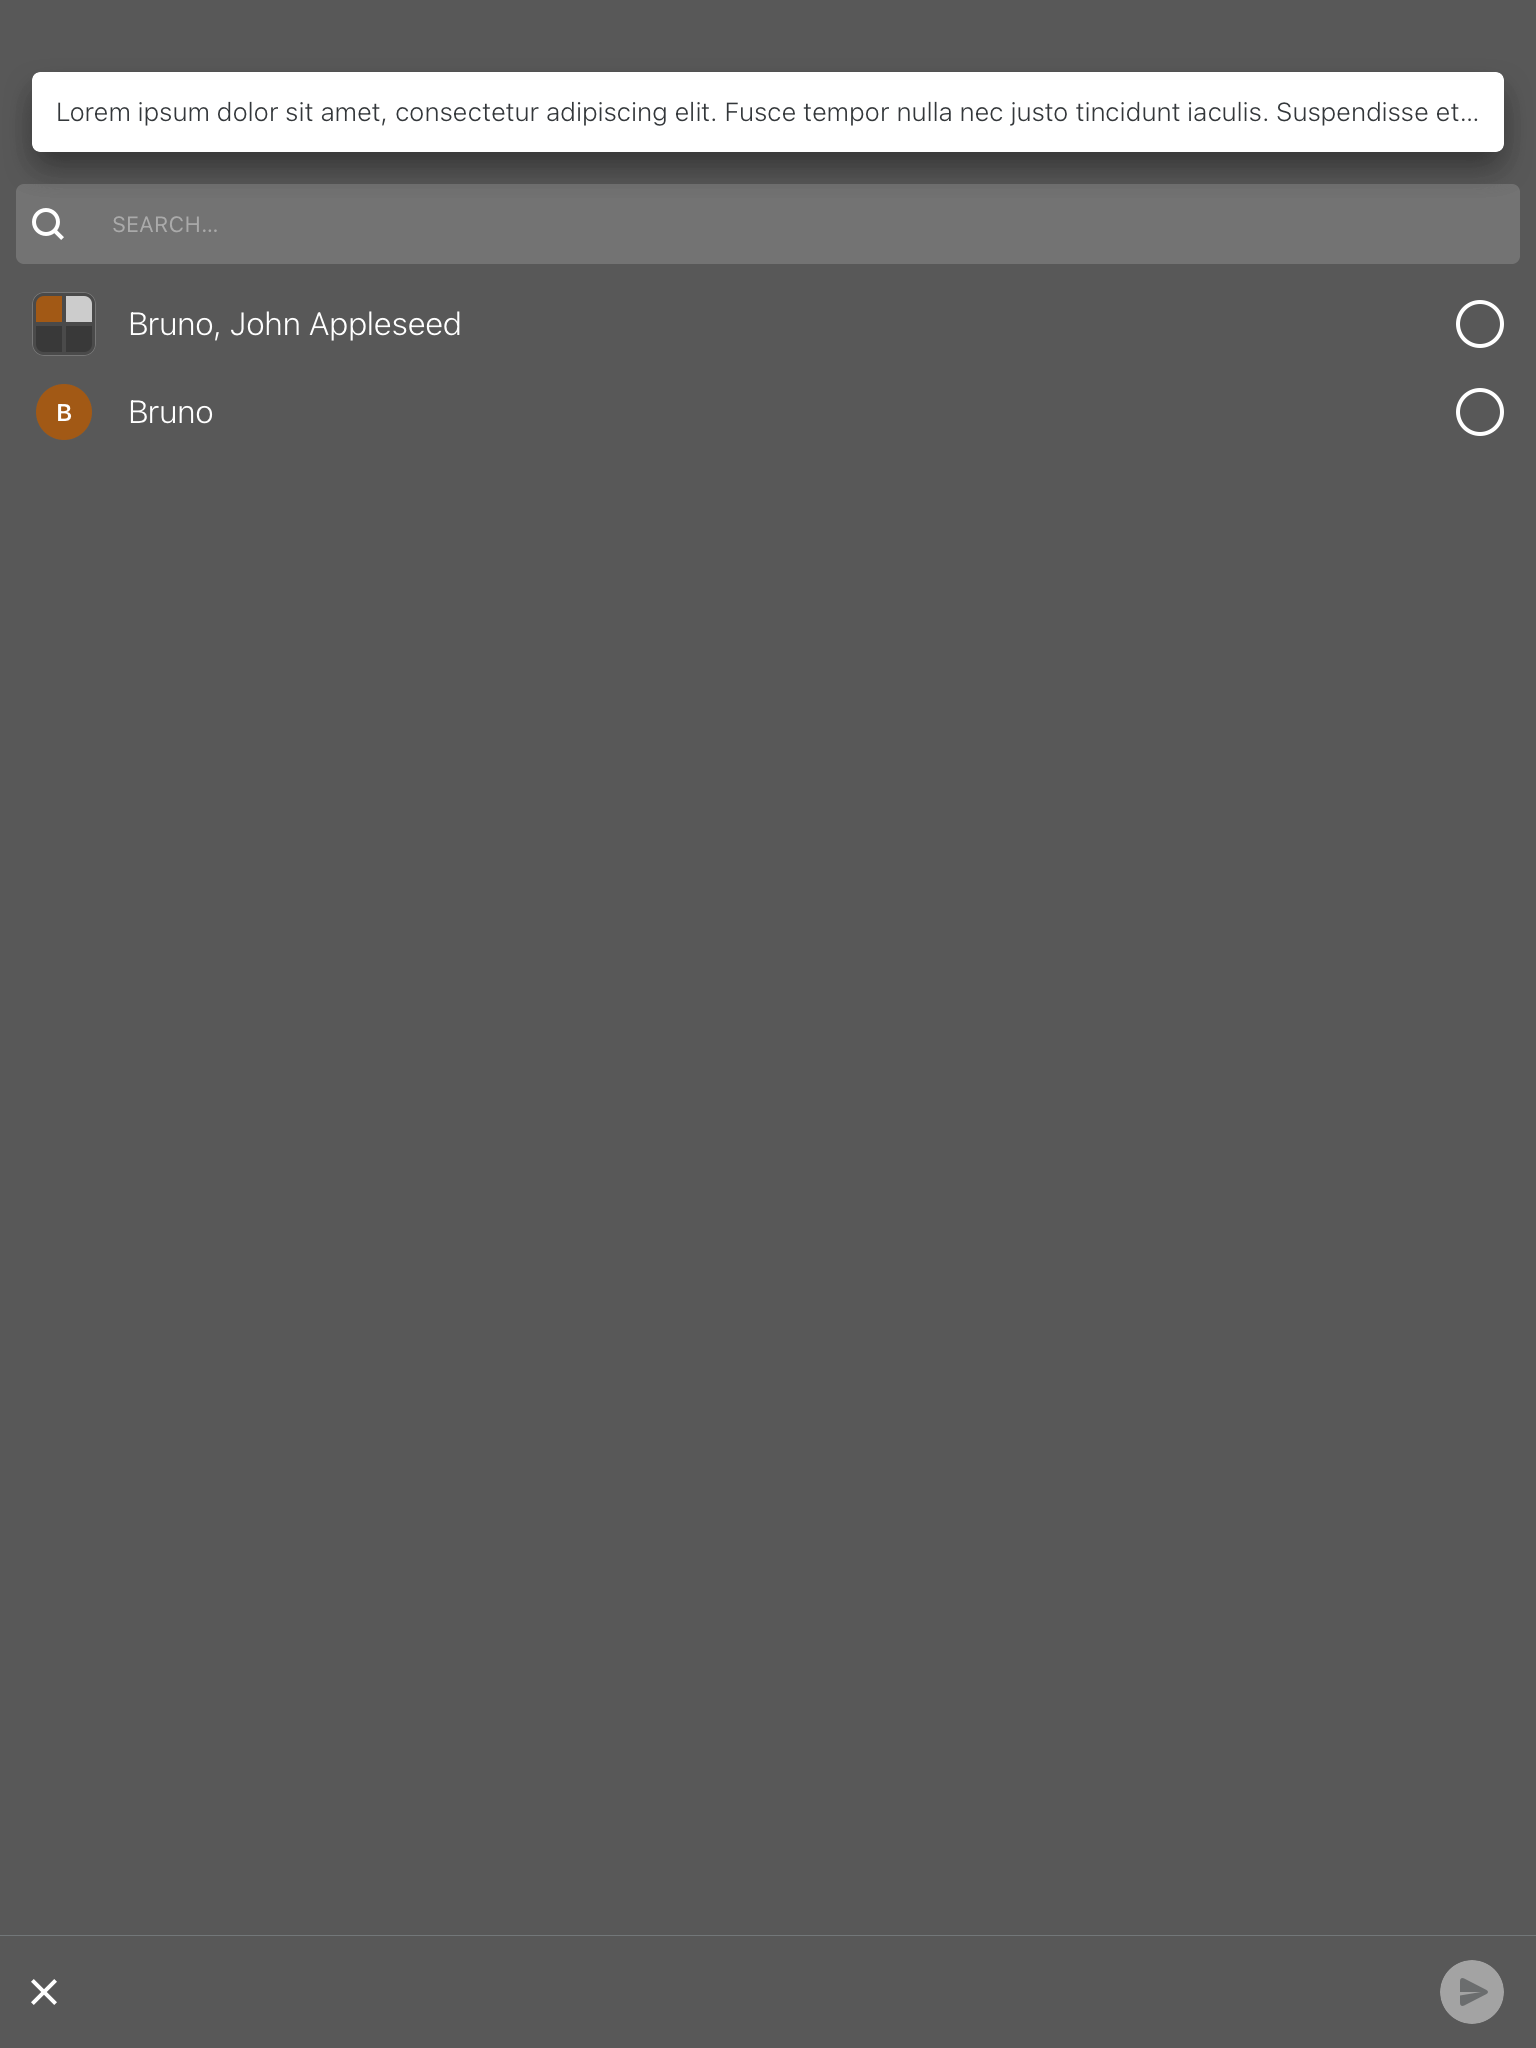 Lorem ipsum dolor sit amet, consectetur adipiscing elit. Fusce tempor nulla nec justo tincidunt iaculis. Suspendisse et...
SEARCH...
Bruno, John Appleseed
B
Bruno